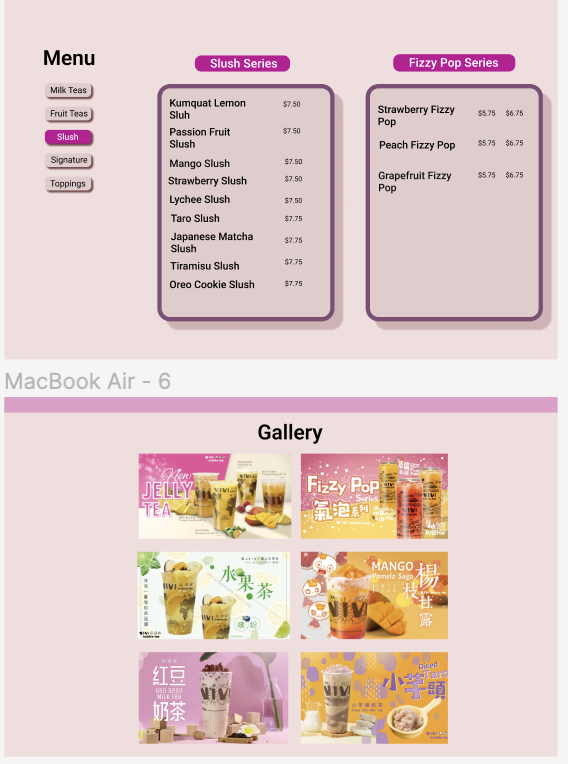 Menu
Milk Teas
Fruit Teas
Slush
Signature
Toppings
Slush Series
Kumquat Lemon
Sluh
$7.50
Passion Fruit
Slush
$7.50
Mango Slush $7.50
Strawberry Slush $7.50
Lychee Slush $7.50
Taro Slush $7.75
Japanese Matcha
Slush
$7.75
Tiramisu Slush $7.75
Oreo Cookie Slush $7.75
Fizzy Pop Series
Strawberry Fizzy
Pop
$5.75 $6.75
Peach Fizzy Pop $5.75 $6.75
Grapefruit Fizzy
Pop
$5.75 $6.75
MacBook Air - 6
Gallery
New
JELLY
TEA
Fizzy Pop
Series
氣泡系列
水果茶
繽紛
MANGO
Pomelo Sago
楊枝甘露
紅豆
RED BEAN
MILK TEA
奶茶
Diced
Taro
小芋頭